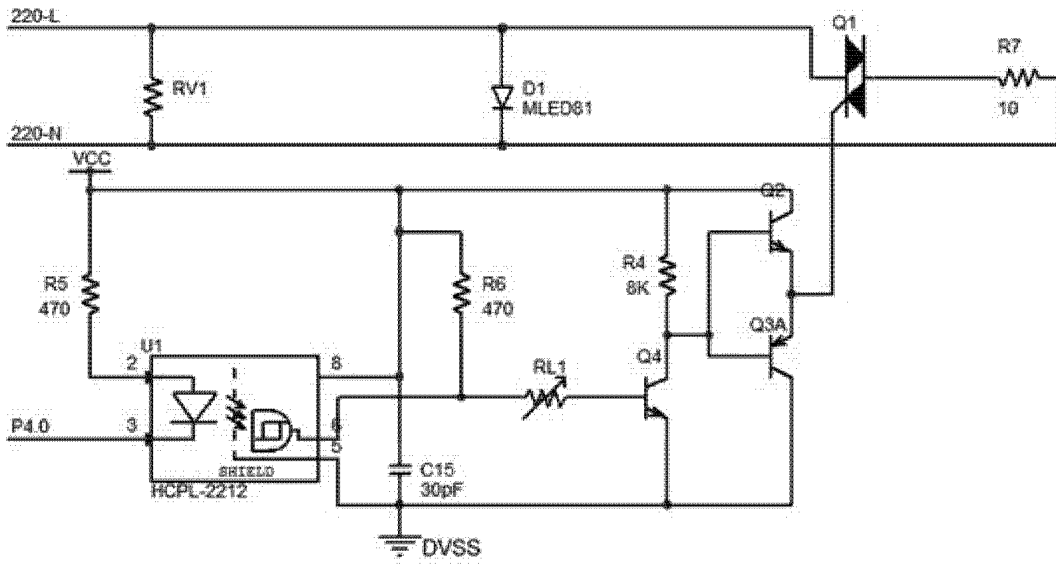 220-L
Q1
R7
RV1
D1
MLED81
10
220-N
VCC
Q2
R5
470
R6
470
R4
8K
Q3A
U1
2
8
RL1
Q4
P4.0
3
6
5
SHIELD
C15
30pF
HCPL-2212
DVSS